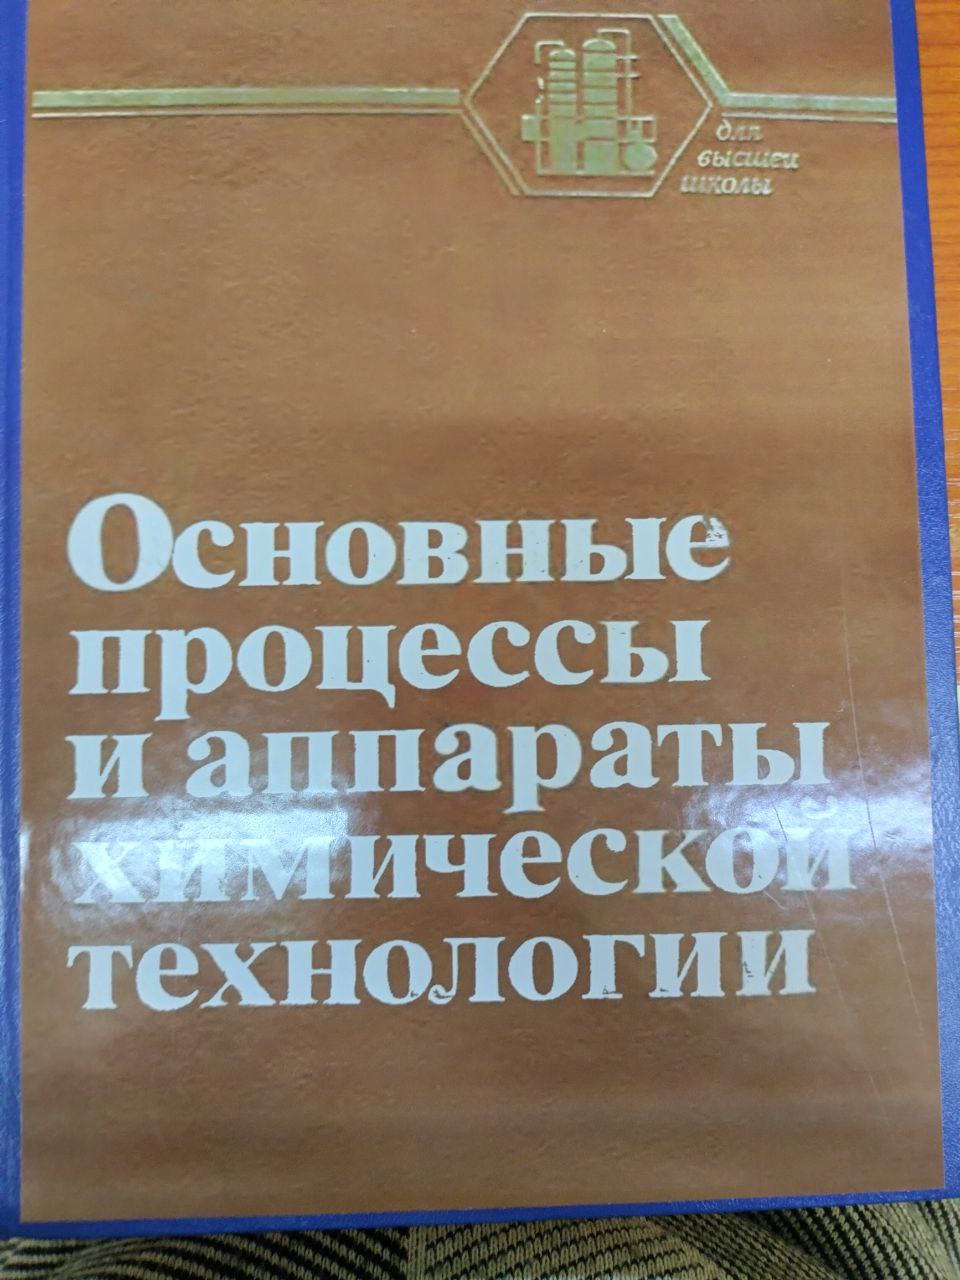 для
высшей
школы
Основные
процессы
и аппараты
химической
технологии